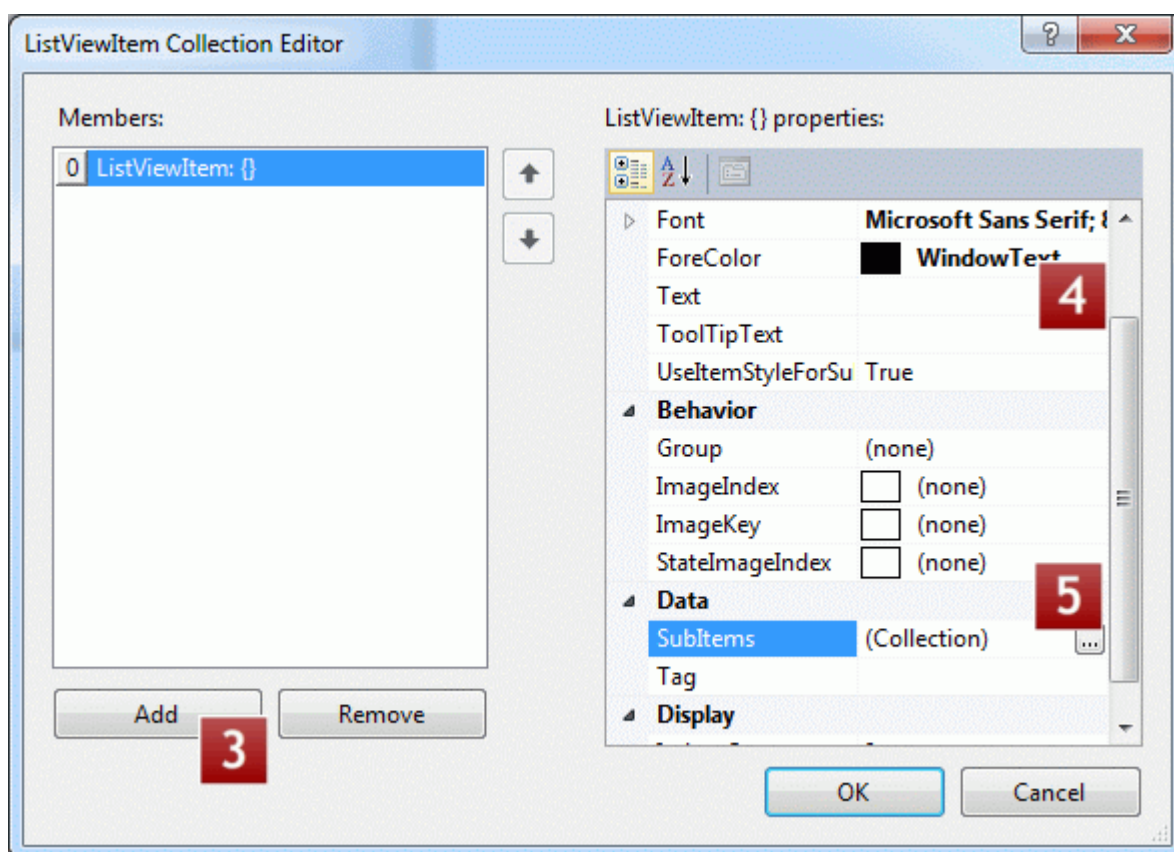 ListViewItem Collection Editor
?
Members:
0 ListViewItem: {}
Add
3
Remove
ListViewItem: {} properties:
Font Microsoft Sans Serif; 8
ForeColor WindowText
4
Text
ToolTipText
UseItemStyleForSu True
Behavior
Group (none)
ImageIndex (none)
ImageKey (none)
StateImageIndex (none)
5
Data
SubItems (Collection) ...
Tag
Display
OK
Cancel